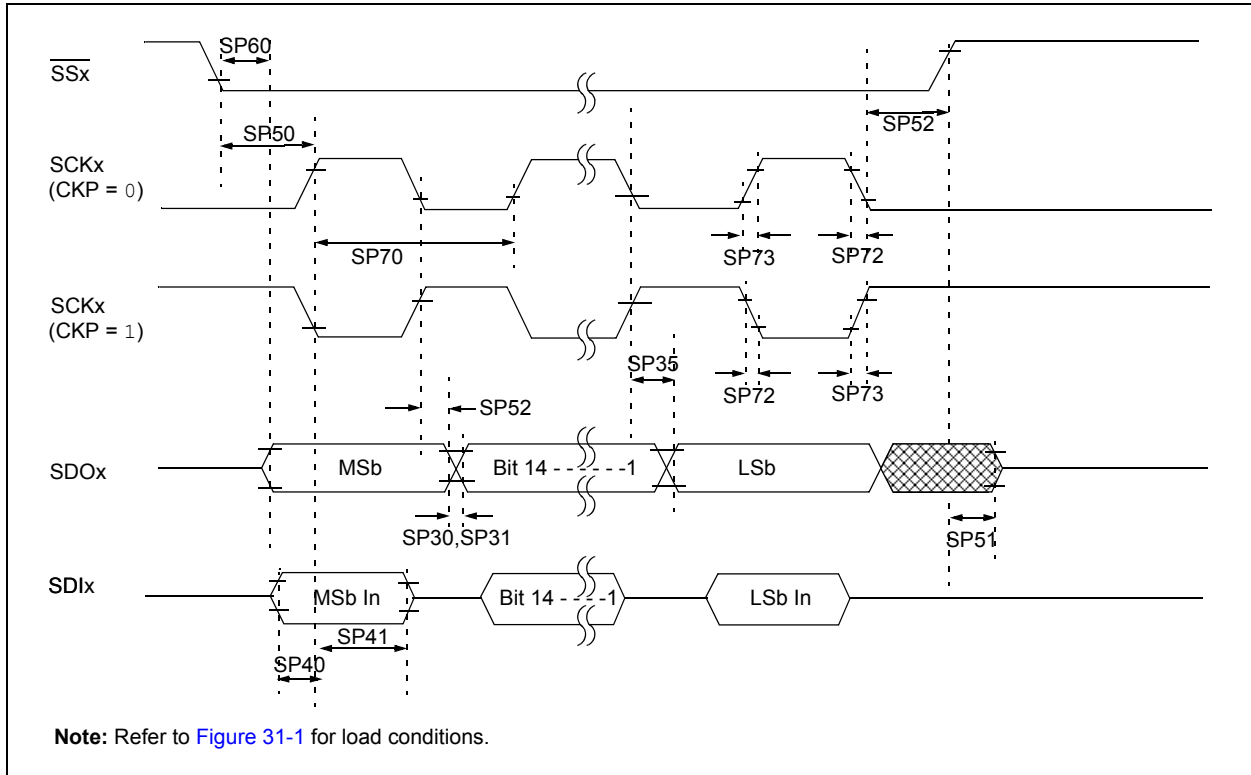 SP60
SSx
SP52
SP50
SCKx
(CKP = 0)
SP70
SP73
SP72
SCKx
(CKP = 1)
SP35
SP72
SP73
SP52
SDOx
MSb
Bit 14 - - - - - -1
LSb
SP30,SP31
SP51
SDIx
MSb In
Bit 14 - - - -1
LSb In
SP41
SP40
Note: Refer to Figure 31-1 for load conditions.